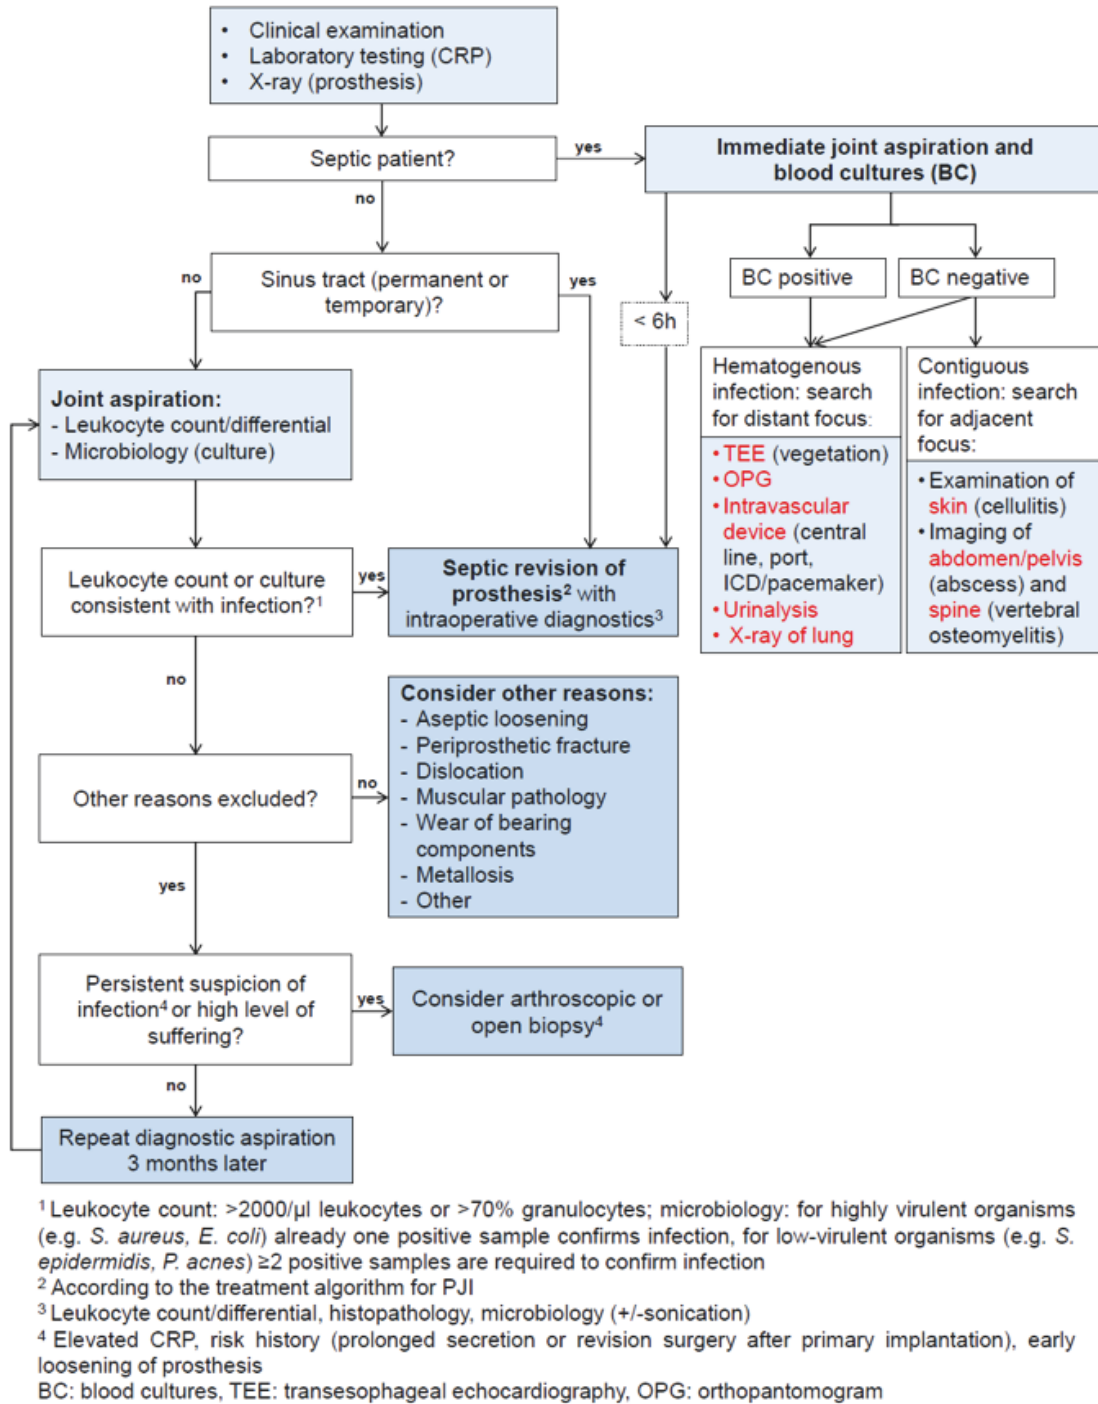 • Clinical examination
• Laboratory testing (CRP)
• X-ray (prosthesis)
Septic patient?
yes
Immediate joint aspiration and
blood cultures (BC)
no
no
Sinus tract (permanent or
temporary)?
yes
BC positive
BC negative
< 6h
Joint aspiration:
- Leukocyte count/differential
- Microbiology (culture)
Hematogenous
infection: search
for distant focus:
• TEE (vegetation)
• OPG
• Intravascular
device (central
line, port,
ICD/pacemaker)
• Urinalysis
• X-ray of lung
Contiguous
infection: search
for adjacent
focus:
• Examination of
skin (cellulitis)
• Imaging of
abdomen/pelvis
(abscess) and
spine (vertebral
osteomyelitis)
Leukocyte count or culture
consistent with infection?¹
yes
Septic revision of
prosthesis² with
intraoperative diagnostics³
no
Consider other reasons:
- Aseptic loosening
- Periprosthetic fracture
- Dislocation
- Muscular pathology
- Wear of bearing
components
- Metallosis
- Other
Other reasons excluded?
no
yes
Persistent suspicion of
infection⁴ or high level of
suffering?
yes
Consider arthroscopic or
open biopsy⁴
no
Repeat diagnostic aspiration
3 months later
¹ Leukocyte count: >2000/µl leukocytes or >70% granulocytes; microbiology: for highly virulent organisms
(e.g. S. aureus, E. coli) already one positive sample confirms infection, for low-virulent organisms (e.g. S.
epidermidis, P. acnes) ≥2 positive samples are required to confirm infection
² According to the treatment algorithm for PJI
³ Leukocyte count/differential, histopathology, microbiology (+/-sonication)
⁴ Elevated CRP, risk history (prolonged secretion or revision surgery after primary implantation), early
loosening of prosthesis
BC: blood cultures, TEE: transesophageal echocardiography, OPG: orthopantomogram